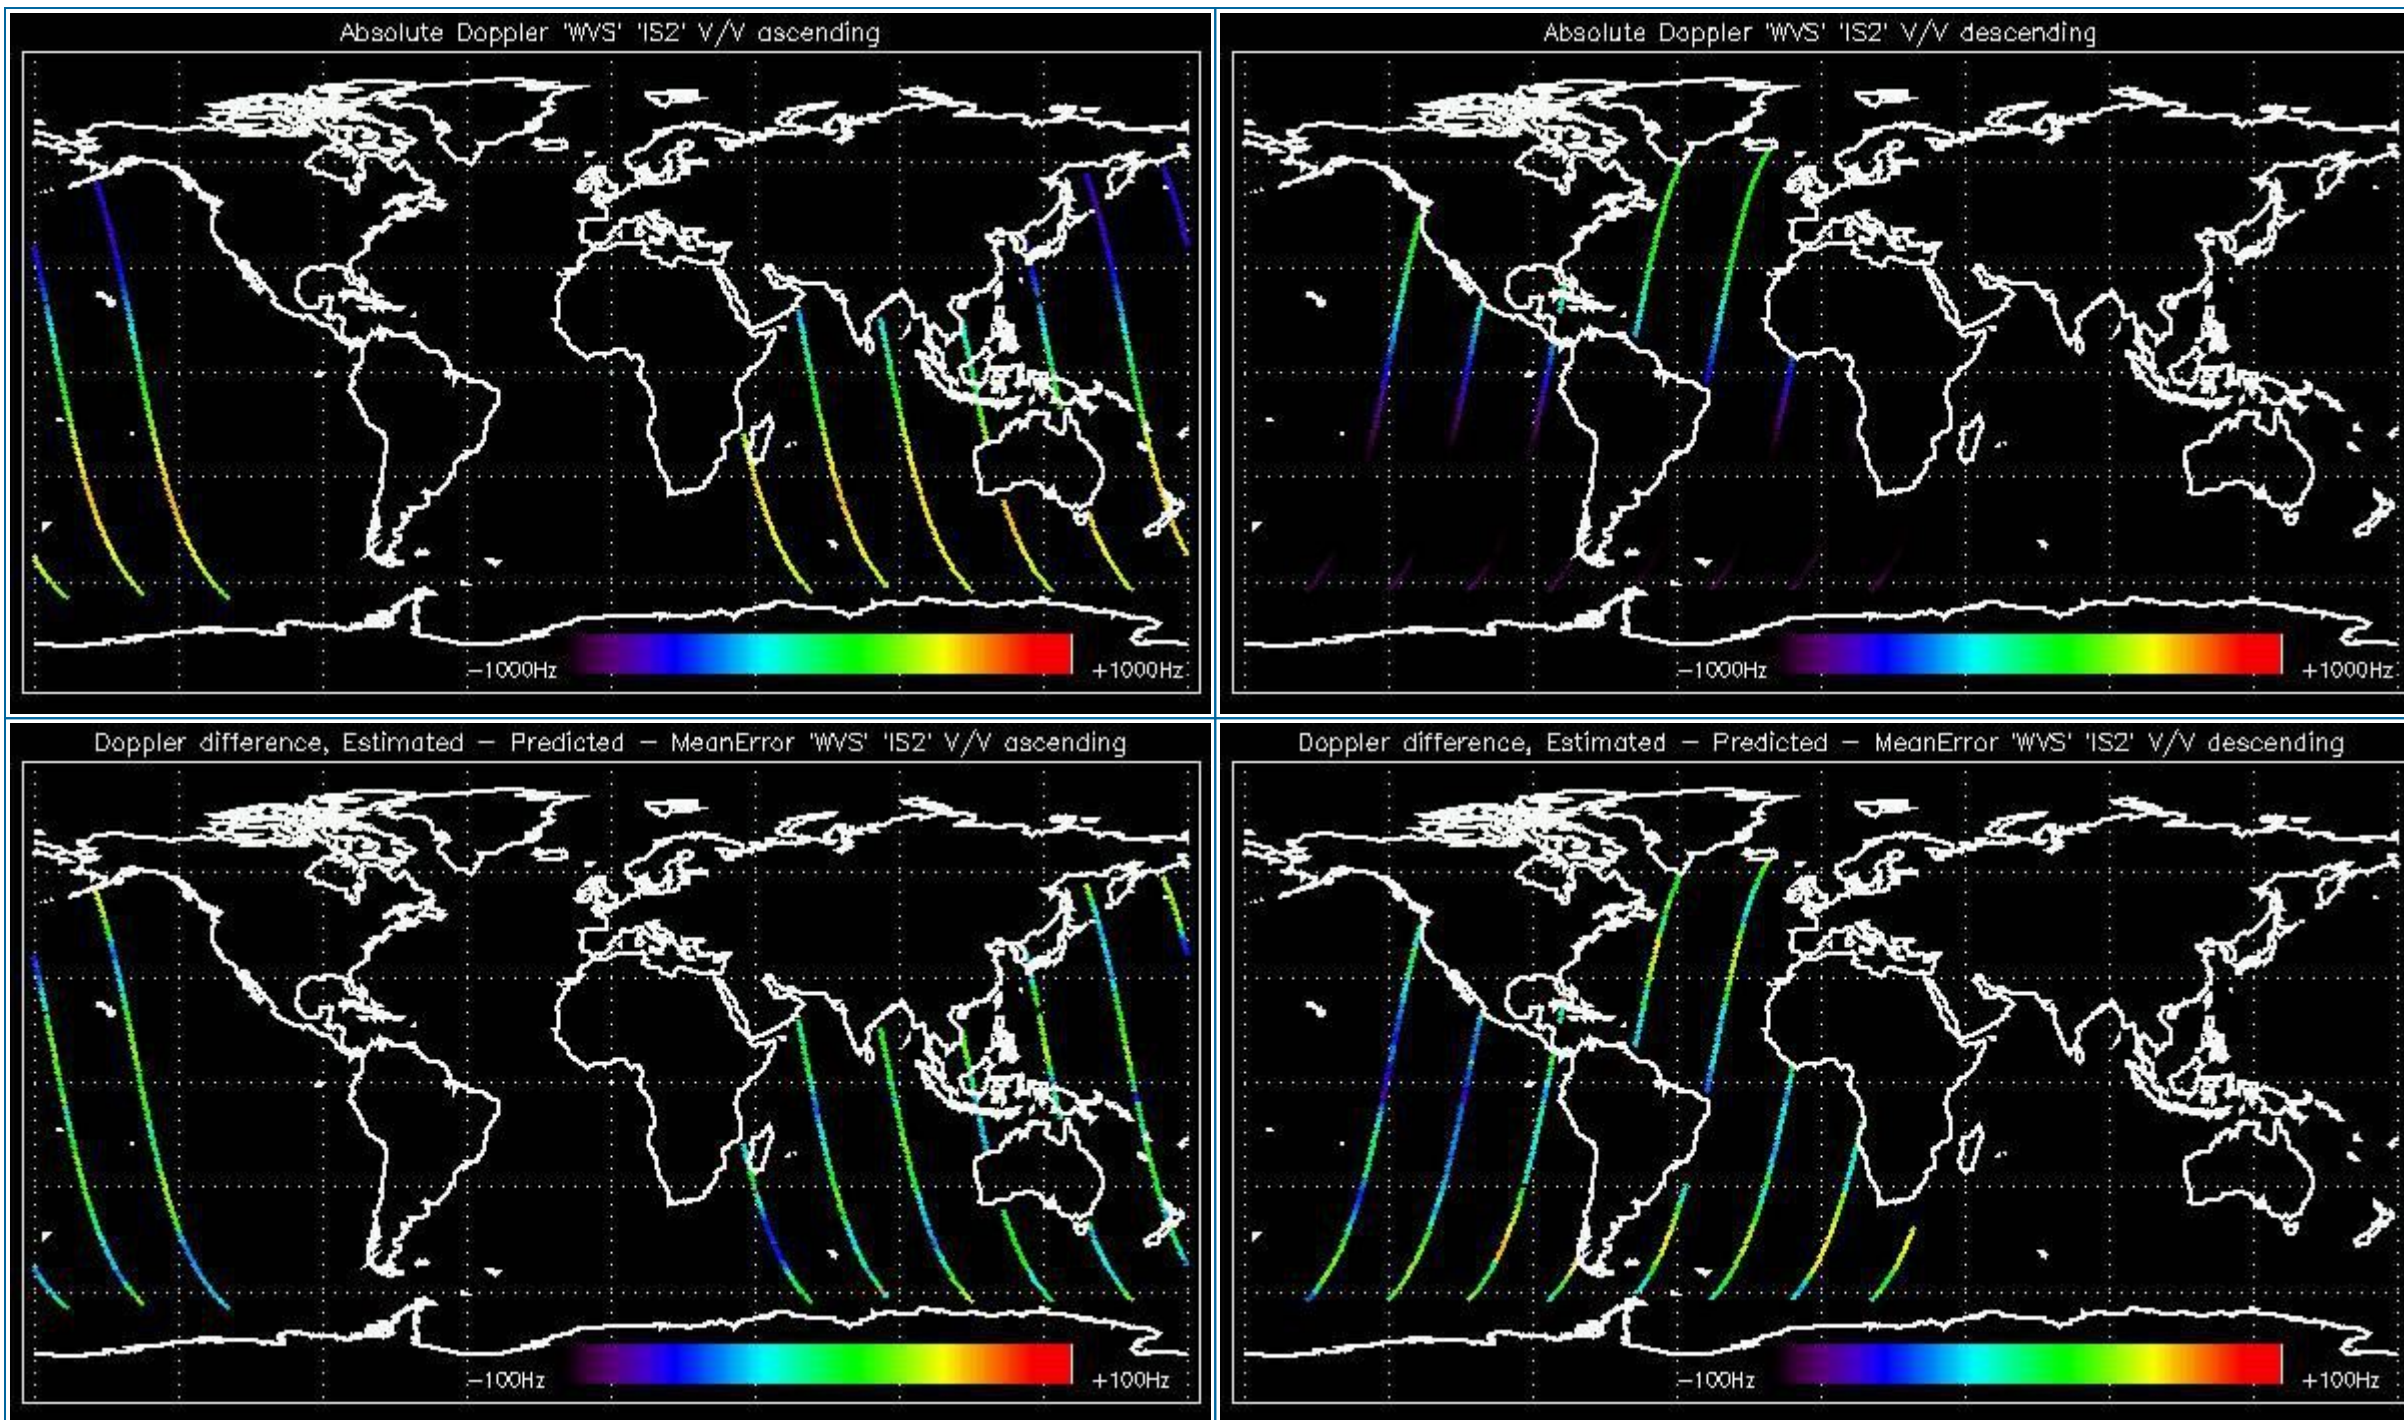 Absolute Doppler 'WVS' 'IS2' V/V ascending
-1000Hz
+1000Hz
Absolute Doppler 'WVS' 'IS2' V/V descending
-1000Hz
+1000Hz
Doppler difference, Estimated - Predicted - MeanError 'WVS' 'IS2' V/V ascending
-100Hz
+100Hz
Doppler difference, Estimated - Predicted - MeanError 'WVS' 'IS2' V/V descending
-100Hz
+100Hz